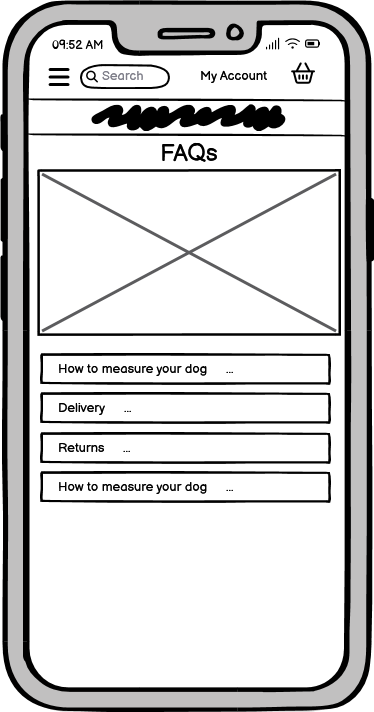 09:52 AM
Search My Account
FAQs
How to measure your dog ...
Delivery ...
Returns ...
How to measure your dog ...